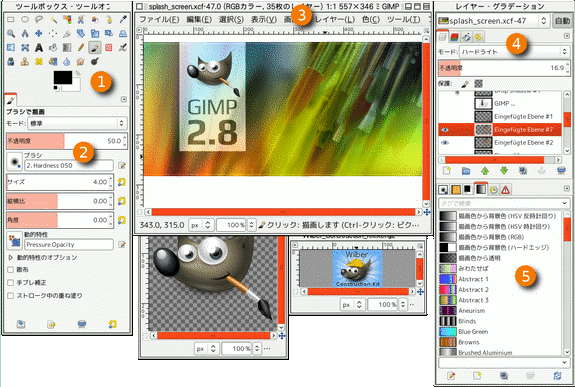 ツールボックス - ツールオ
1
ブラシで描画
モード: 標準
不透明度 50.0
2
ブラシ
2. Hardness 050
サイズ 4.00
縦横比 0.00
角度 0.00
動的特性
Pressure Opacity
動的特性のオプション
散布
手ブレ補正
ストローク中の重ね塗り
splash_screen.xcf-47.0 (RGBカラー, 35枚のレイヤー) 1:1 557×346 – GIMP
ファイル(F) 編集(E) 選択(S) 表示(V) レイヤー(L) 色(C) ツール(T)
3
GIMP
2.8
343.0, 315.0 px 100% クリック: 描画します (Ctrl-クリック: ピク…
px 100%
Wilber
Construction Kit
px 100%
レイヤー - グラデーション
splash_screen.xcf-47 自動
4
モード: ハードライト
不透明度 16.9
保護:
GIMP ...
Eingefügte Ebene #1
Eingefügte Ebene #7
Eingefügte Ebene #2
タグで検索
描画色から背景色 (HSV 反時計回り)
描画色から背景色 (HSV 時計回り)
描画色から背景色 (RGB)
描画色から背景色 (ハードエッジ)
描画色から透明
みわたせば
Abstract 1
Abstract 2
Abstract 3
Aneurism
Blinds
Blue Green
Browns
Brushed Aluminium
5